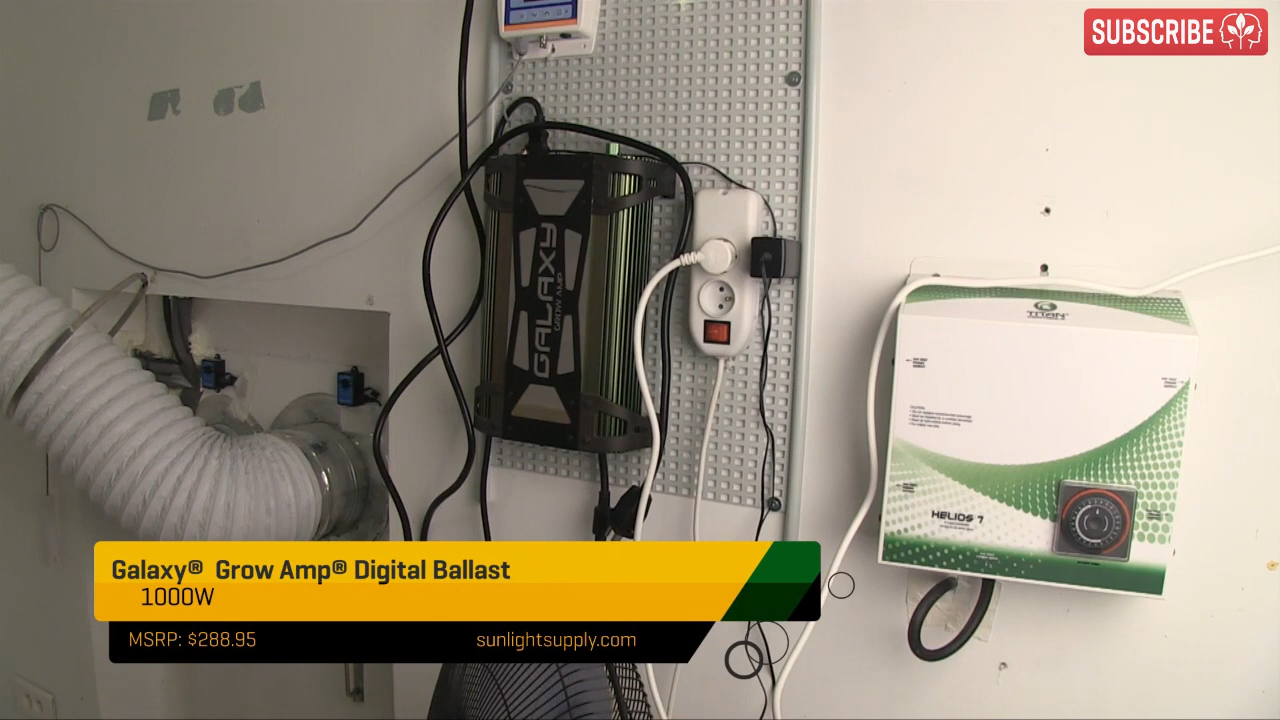 SUBSCRIBE
GALAXY
GROW AMP
TITAN
HELIOS 7
Galaxy® Grow Amp® Digital Ballast
1000W
MSRP: $288.95
sunlightsupply.com